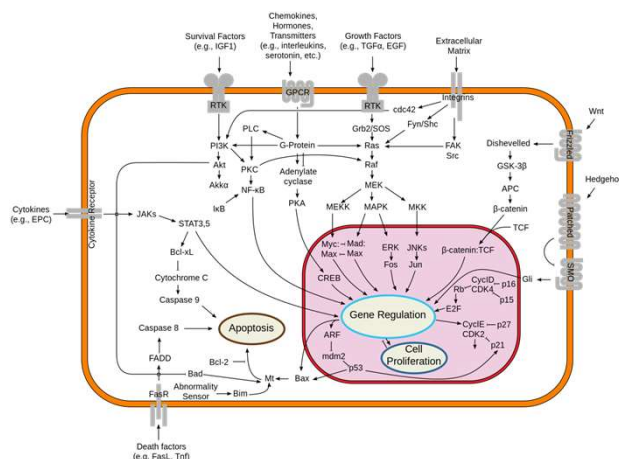 Chemokines,
Hormones,
Transmitters
(e.g., interleukins,
serotonin, etc.)
Survival Factors
(e.g., IGF1)
Growth Factors
(e.g., TGFα, EGF)
Extracellular
Matrix
RTK
GPCR
RTK
Integrins
cdc42
Wnt
PLC
Grb2/SOS
Fyn/Shc
Frizzled
PI3K
G-Protein
Ras
FAK
Src
Dishevelled
Akt
PKC
Adenylate
cyclase
Raf
GSK-3β
Akkα
NF-κB
MEK
APC
Hedgehog
PKA
MEKK
MAPK
MKK
β-catenin
Patched
IκB
TCF
Cytokines
(e.g., EPC)
Cytokine Receptor
JAKs
STAT3,5
Myc:
Mad:
Max
Max
ERK
JNKs
β-catenin:TCF
Fos
Jun
Bcl-xL
CREB
Gli
SMO
CycID
p16
Rb
CDK4
p15
Cytochrome C
E2F
Caspase 9
Gene Regulation
CyclE
p27
CDK2
p21
Caspase 8
Apoptosis
ARF
Cell
Proliferation
FADD
Bcl-2
mdm2
Bad
Mt
Bax
p53
FasR
Abnormality
Sensor
Bim
Death factors
(e.g. FasL, Tnf)